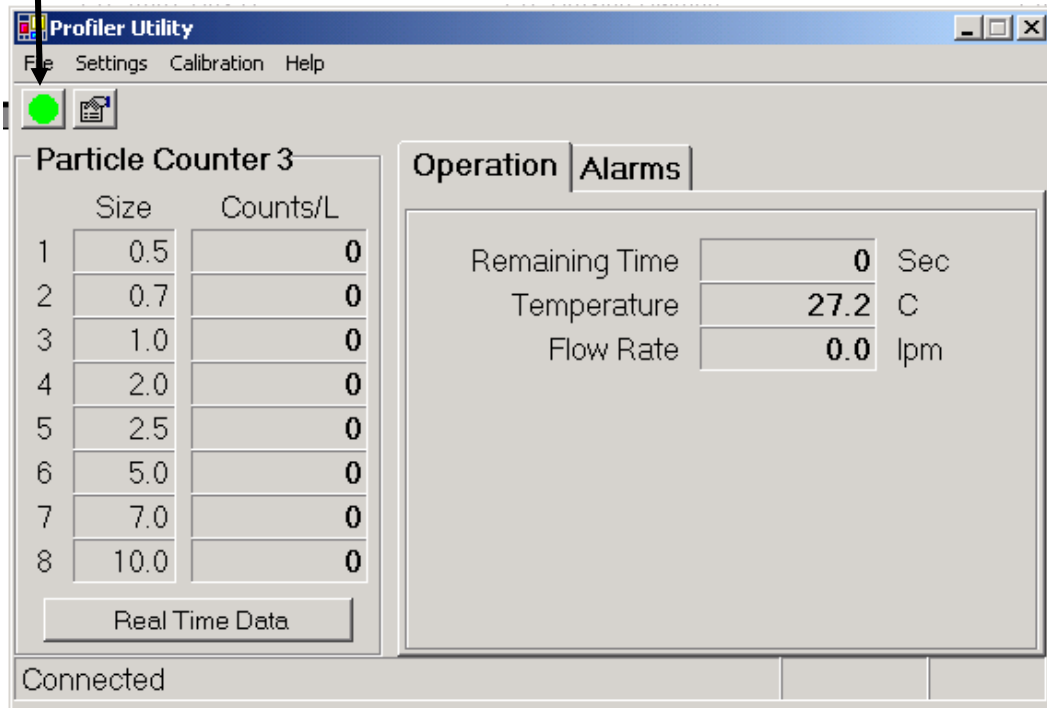 Profiler Utility
File Settings Calibration Help
Particle Counter 3
Size Counts/L
1 0.5 0
2 0.7 0
3 1.0 0
4 2.0 0
5 2.5 0
6 5.0 0
7 7.0 0
8 10.0 0
Real Time Data
Operation Alarms
Remaining Time 0 Sec
Temperature 27.2 C
Flow Rate 0.0 lpm
Connected